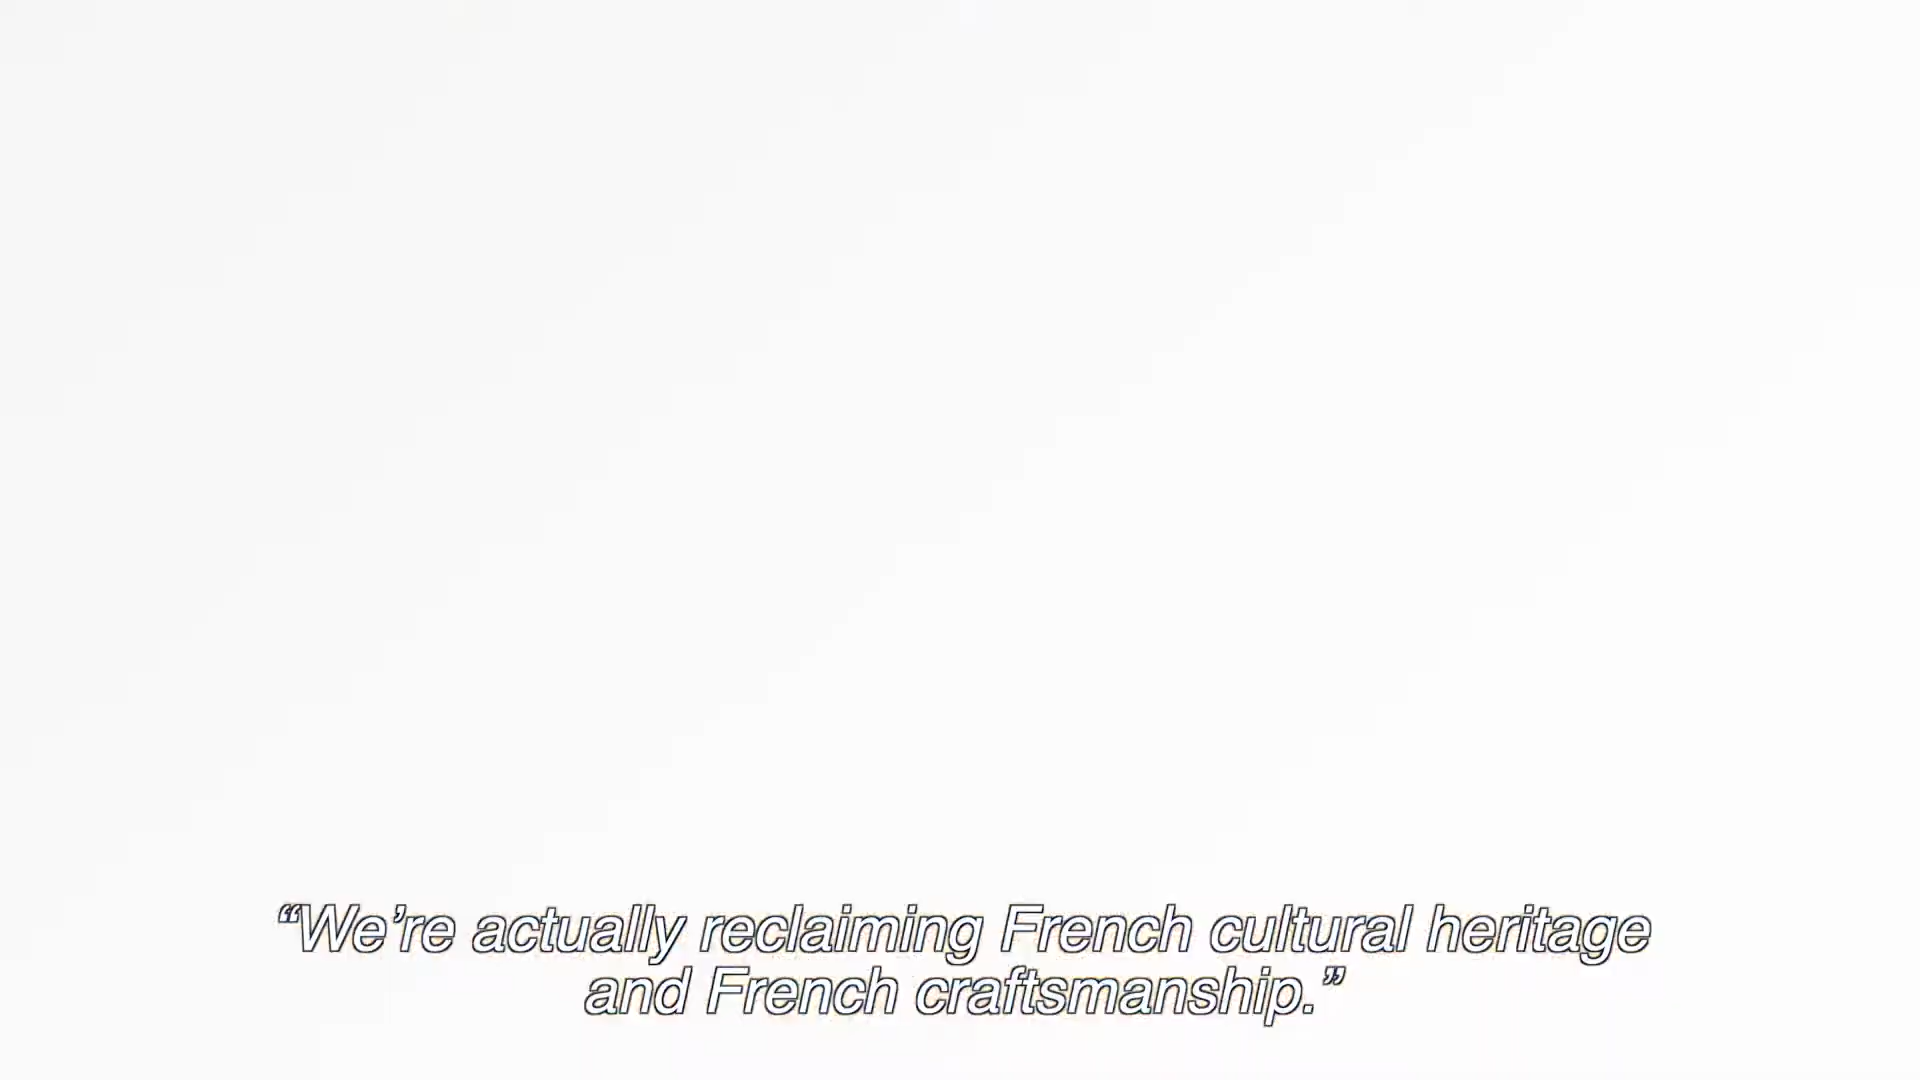 “We’re actually reclaiming French cultural heritage
and French craftsmanship.”